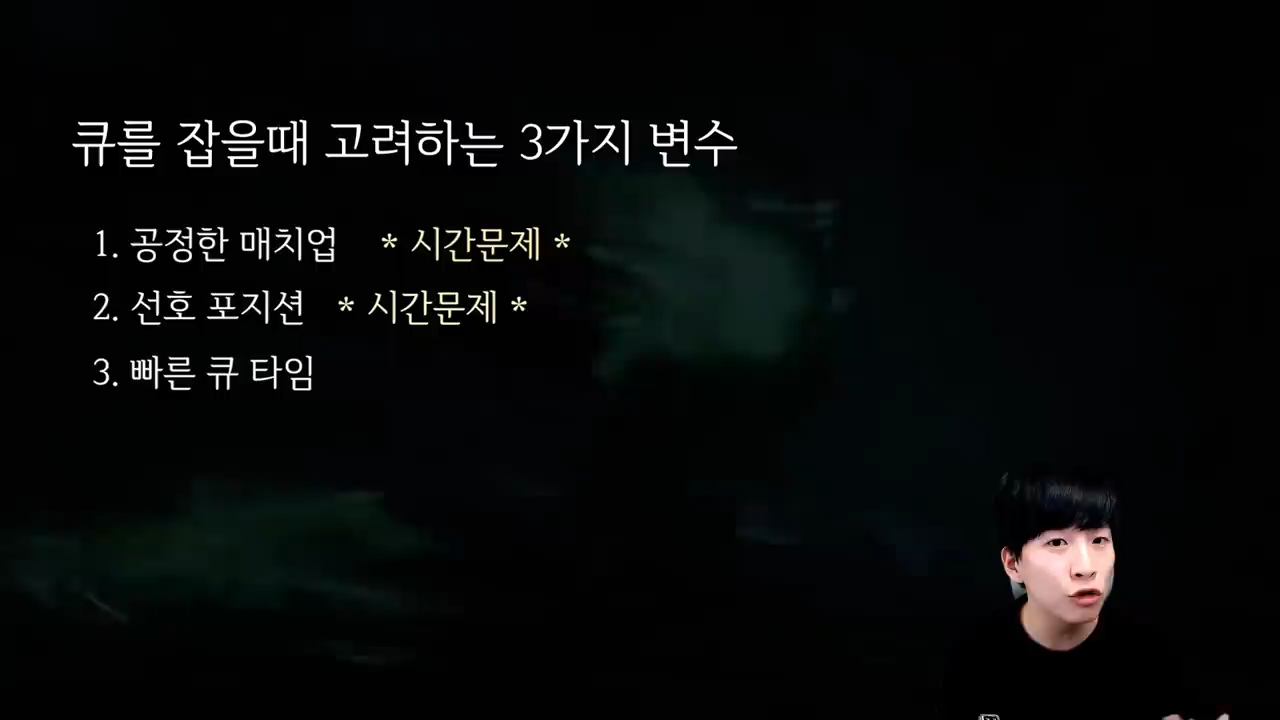 큐를 잡을때 고려하는 3가지 변수
1. 공정한 매치업 * 시간문제 *
2. 선호 포지션 * 시간문제 *
3. 빠른 큐 타임